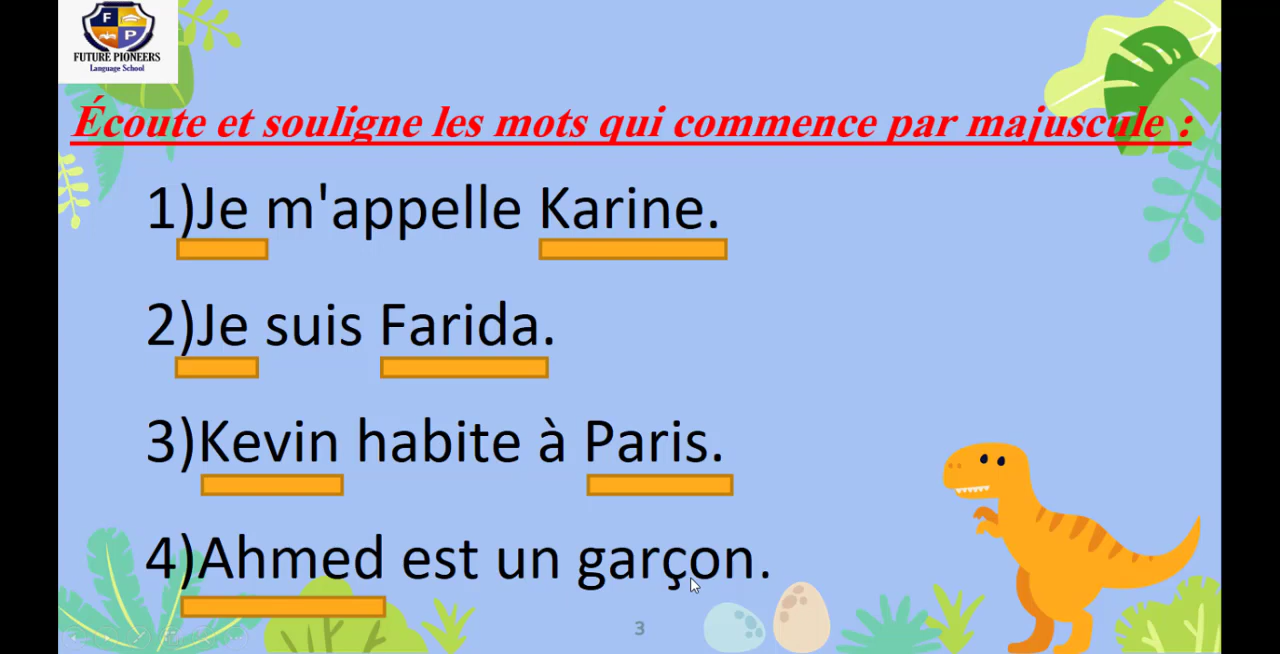 F
P
FUTURE PIONEERS
Language School
Écoute et souligne les mots qui commence par majuscule :
1)Je m'appelle Karine.
2)Je suis Farida.
3)Kevin habite à Paris.
4)Ahmed est un garçon.
3